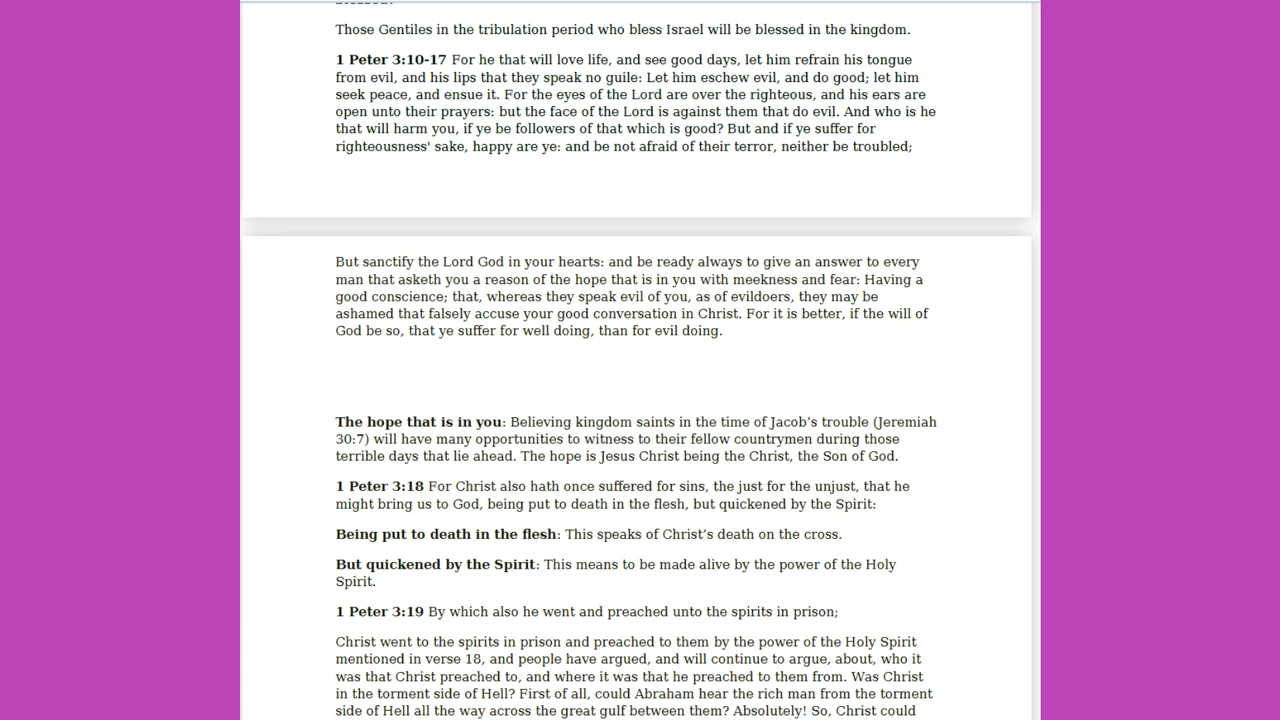 Those Gentiles in the tribulation period who bless Israel will be blessed in the kingdom.
1 Peter 3:10-17 For he that will love life, and see good days, let him refrain his tongue
from evil, and his lips that they speak no guile: Let him eschew evil, and do good; let him
seek peace, and ensue it. For the eyes of the Lord are over the righteous, and his ears are
open unto their prayers: but the face of the Lord is against them that do evil. And who is he
that will harm you, if ye be followers of that which is good? But and if ye suffer for
righteousness' sake, happy are ye: and be not afraid of their terror, neither be troubled;
But sanctify the Lord God in your hearts: and be ready always to give an answer to every
man that asketh you a reason of the hope that is in you with meekness and fear: Having a
good conscience; that, whereas they speak evil of you, as of evildoers, they may be
ashamed that falsely accuse your good conversation in Christ. For it is better, if the will of
God be so, that ye suffer for well doing, than for evil doing.
The hope that is in you: Believing kingdom saints in the time of Jacob’s trouble (Jeremiah
30:7) will have many opportunities to witness to their fellow countrymen during those
terrible days that lie ahead. The hope is Jesus Christ being the Christ, the Son of God.
1 Peter 3:18 For Christ also hath once suffered for sins, the just for the unjust, that he
might bring us to God, being put to death in the flesh, but quickened by the Spirit:
Being put to death in the flesh: This speaks of Christ’s death on the cross.
But quickened by the Spirit: This means to be made alive by the power of the Holy
Spirit.
1 Peter 3:19 By which also he went and preached unto the spirits in prison;
Christ went to the spirits in prison and preached to them by the power of the Holy Spirit
mentioned in verse 18, and people have argued, and will continue to argue, about, who it
was that Christ preached to, and where it was that he preached to them from. Was Christ
in the torment side of Hell? First of all, could Abraham hear the rich man from the torment
side of Hell all the way across the great gulf between them? Absolutely! So, Christ could